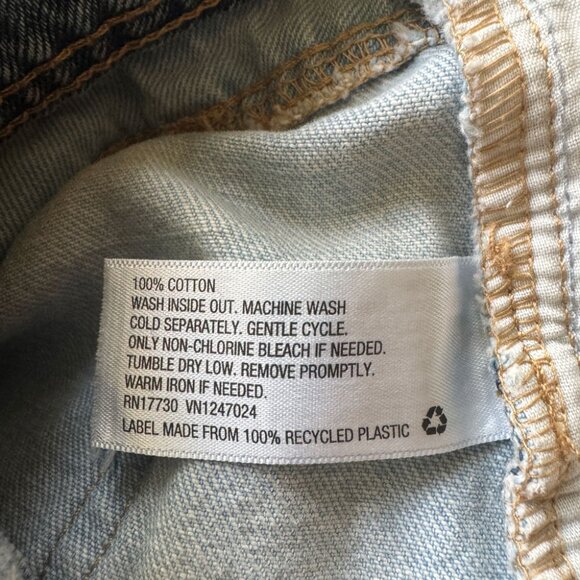 100% COTTON
WASH INSIDE OUT. MACHINE WASH
COLD SEPARATELY. GENTLE CYCLE.
ONLY NON-CHLORINE BLEACH IF NEEDED.
TUMBLE DRY LOW. REMOVE PROMPTLY.
WARM IRON IF NEEDED.
RN17730 VN1247024
LABEL MADE FROM 100% RECYCLED PLASTIC